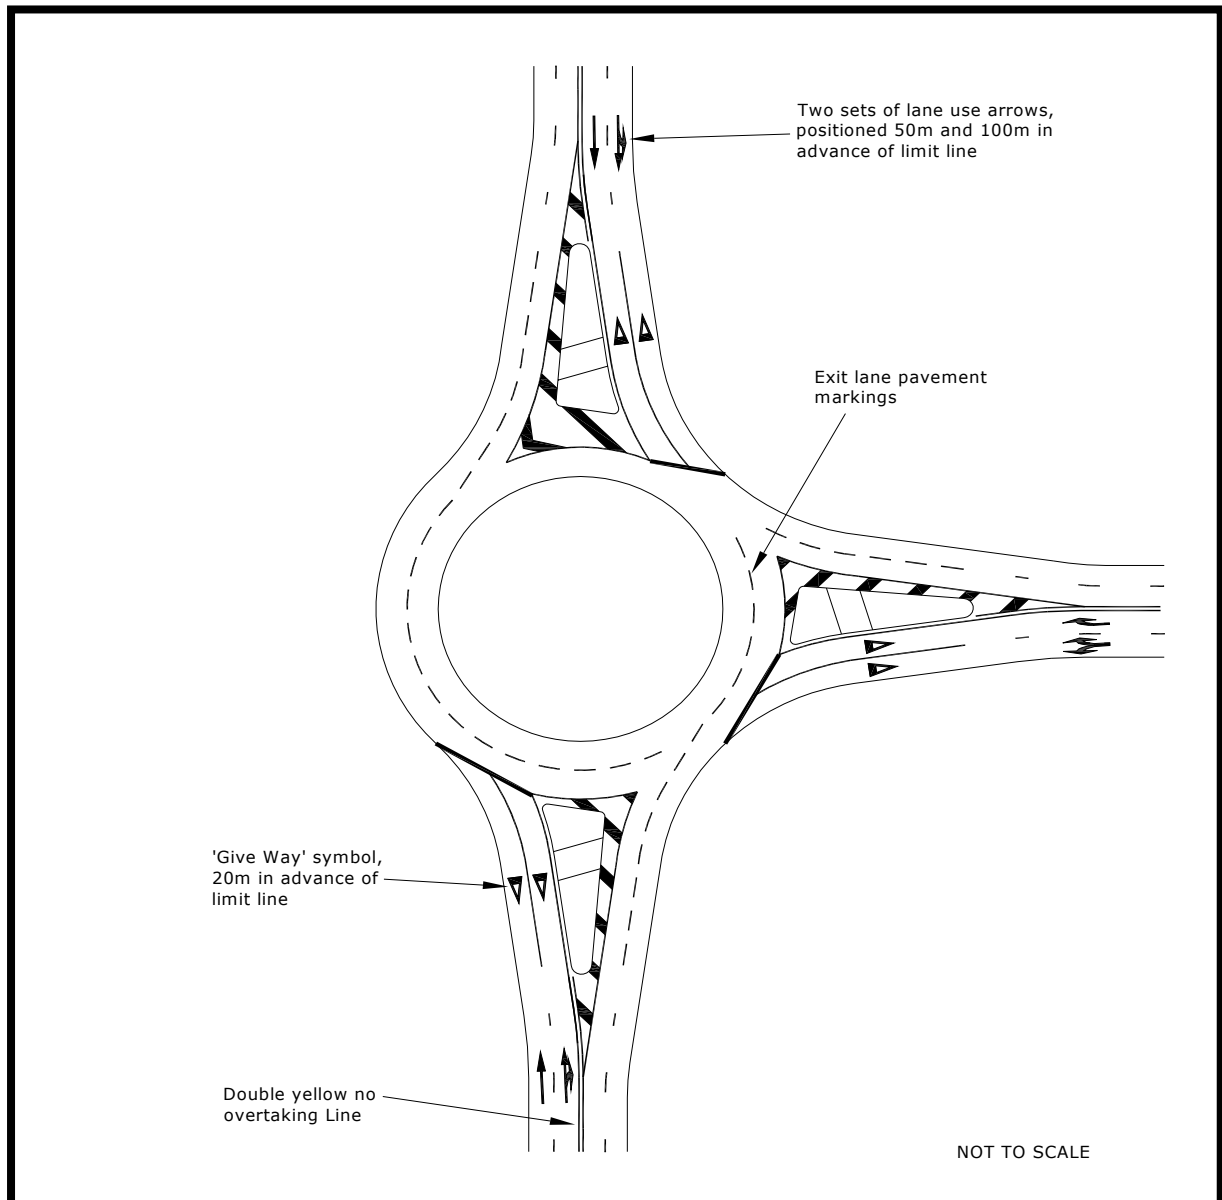 Two sets of lane use arrows,
positioned 50m and 100m in
advance of limit line
Exit lane pavement
markings
'Give Way' symbol,
20m in advance of
limit line
Double yellow no
overtaking Line
NOT TO SCALE